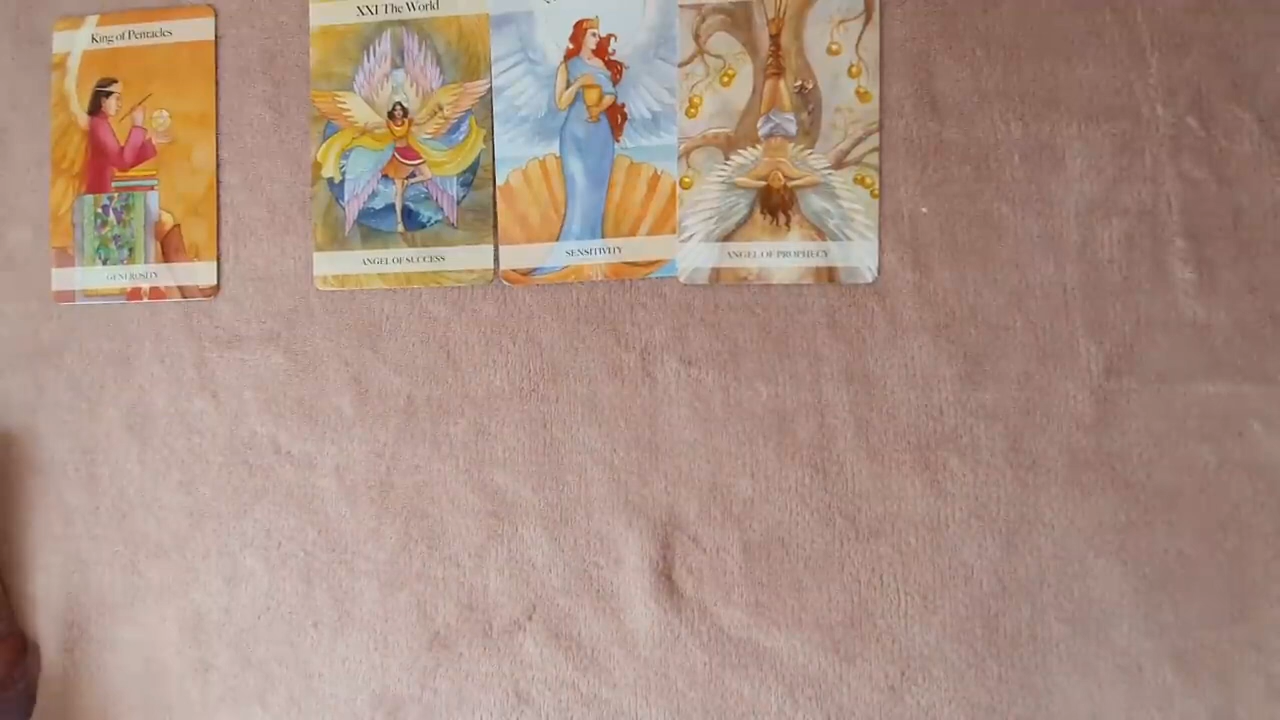 King of Pentacles
GENEROSITY
XXI The World
ANGEL OF SUCCESS
SENSITIVITY
ANGEL OF PROPHECY